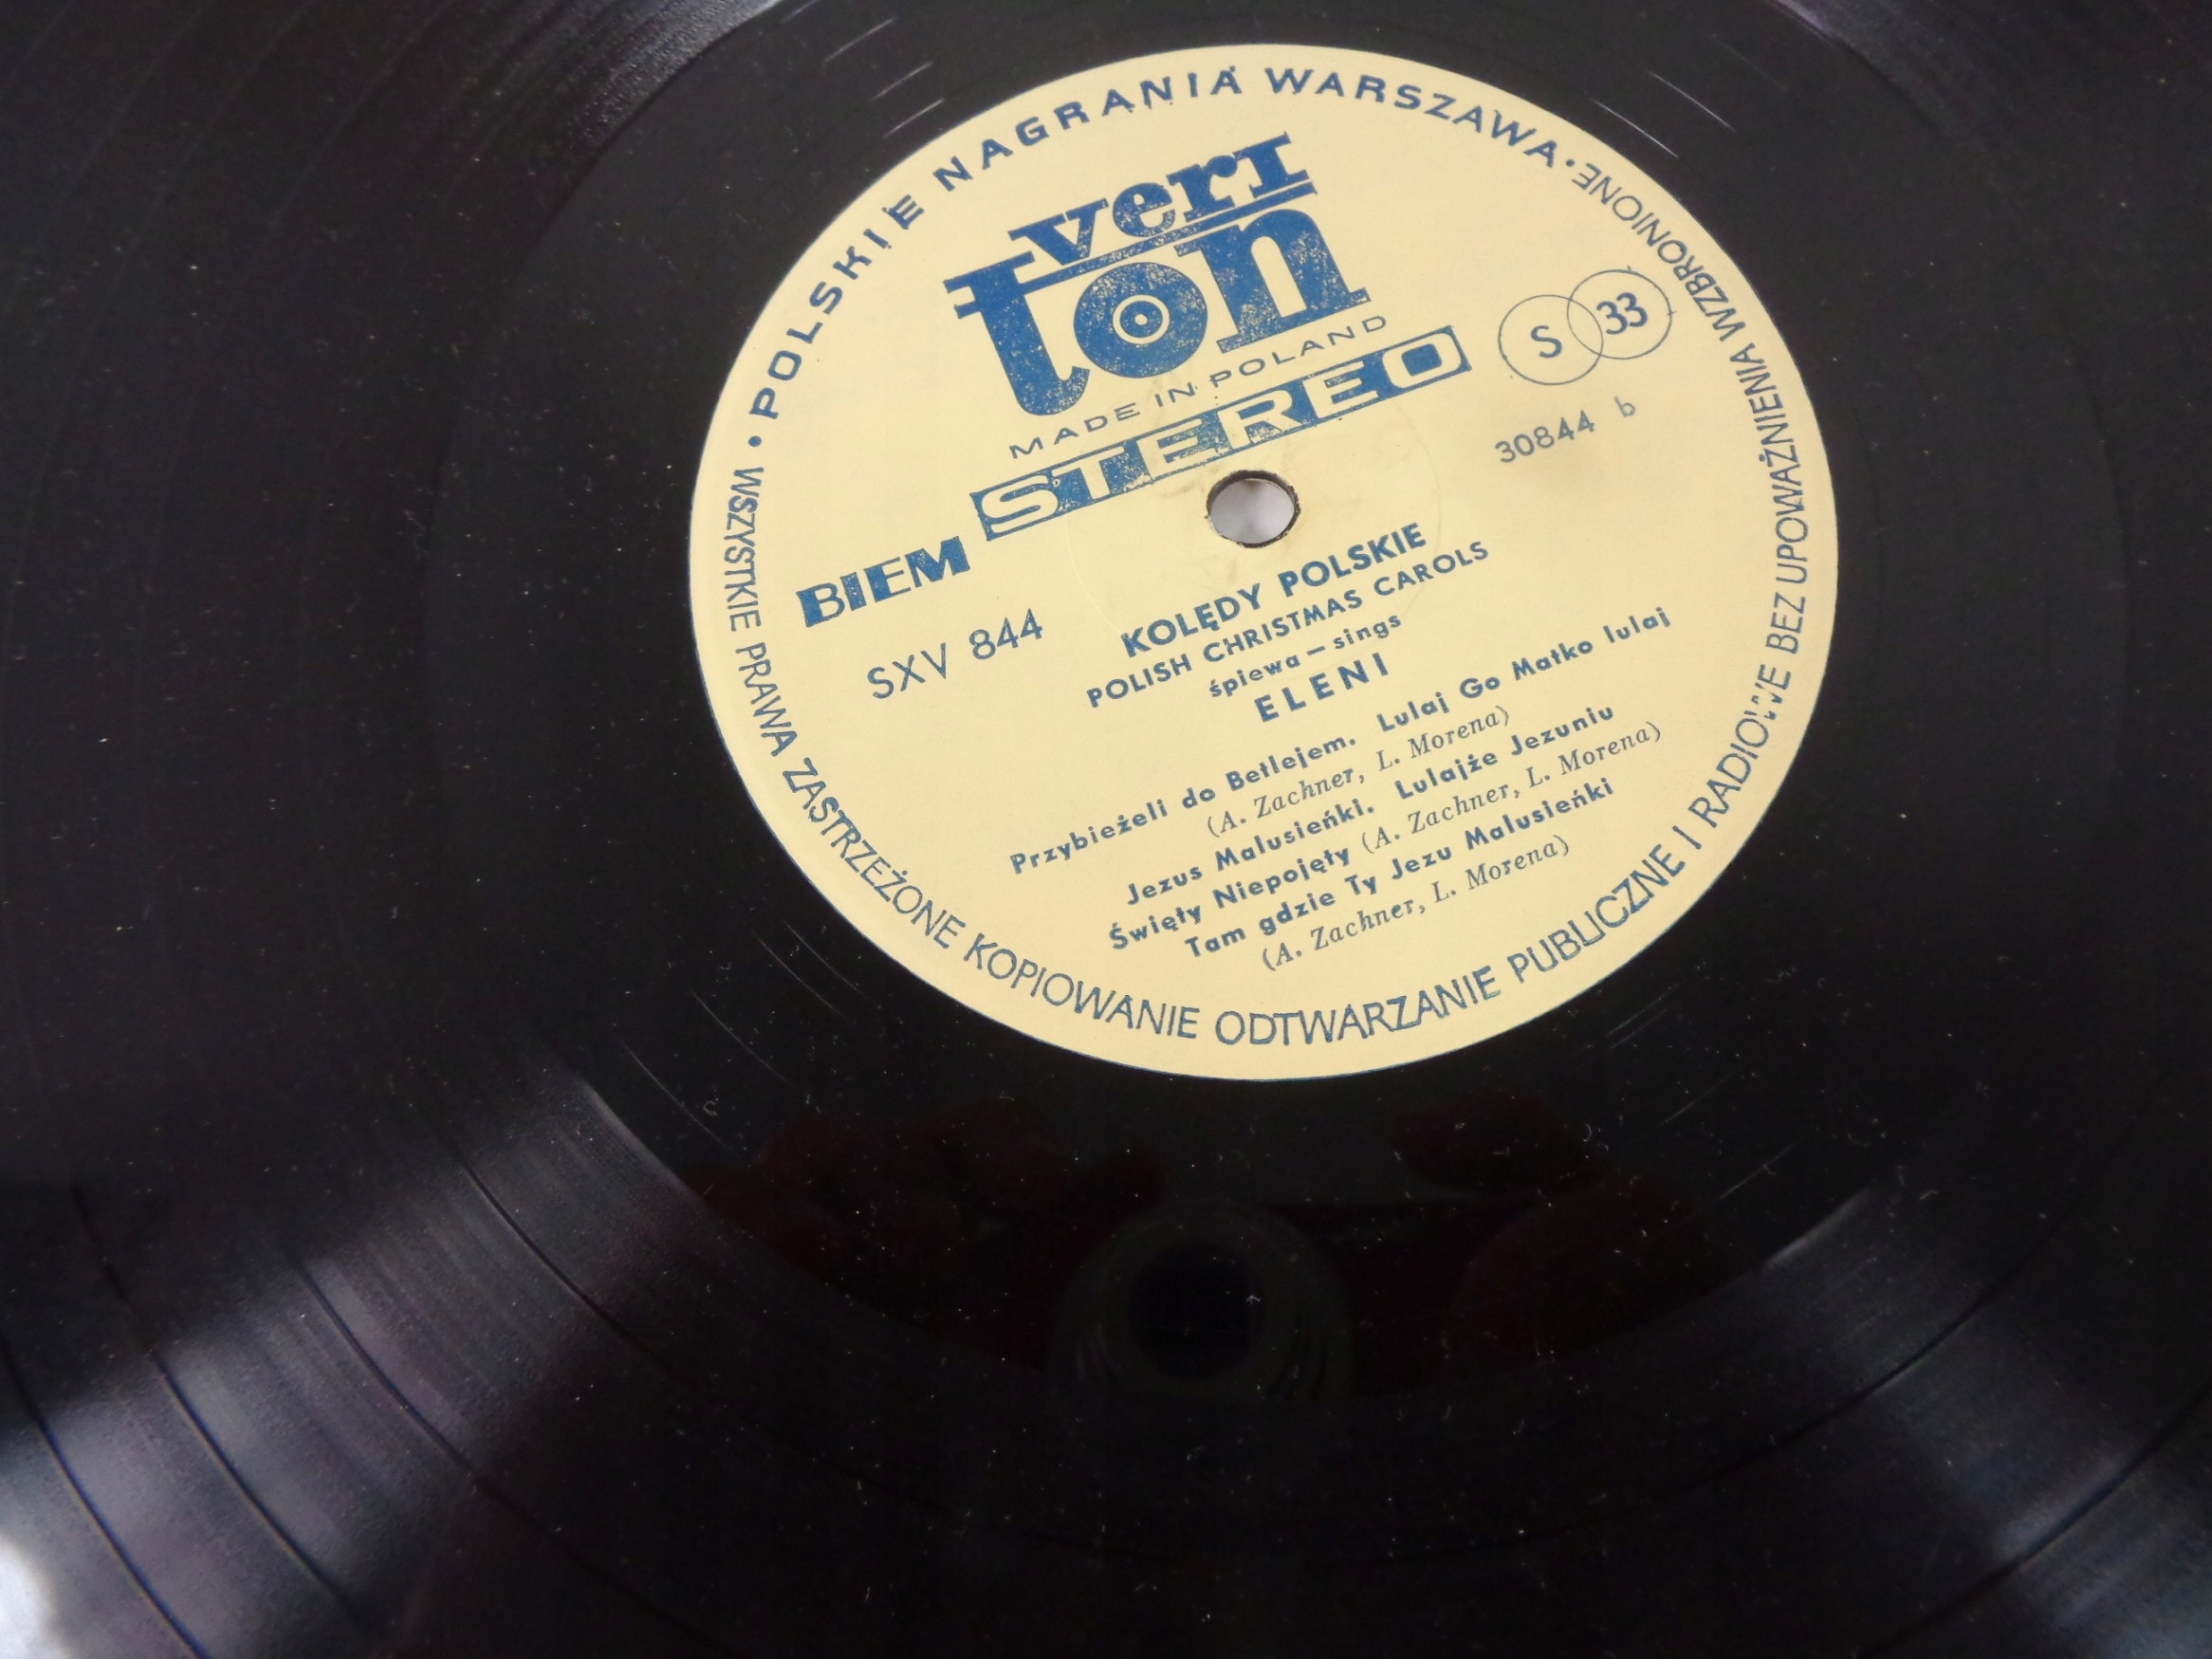 • POLSKIE NAGRANIA WARSZAWA •
WSZYSTKIE PRAWA ZASTRZEŻONE KOPIOWANIE ODTWARZANIE PUBLICZNE I RADIOWE BEZ UPOWAŻNIENIA WZBRONIONE
veri
ton
MADE IN POLAND
STEREO
S 33
30844 b
BIEM
SXV 844
KOLĘDY POLSKIE
POLISH CHRISTMAS CAROLS
śpiewa – sings
ELENI
Przybieżeli do Betlejem. Lulaj Go Matko lulaj
(A. Zachner, L. Morena)
Jezus Malusieńki. Lulajże Jezuniu
Święty Niepojęty (A. Zachner, L. Morena)
Tam gdzie Ty Jezu Malusieńki
(A. Zachner, L. Morena)